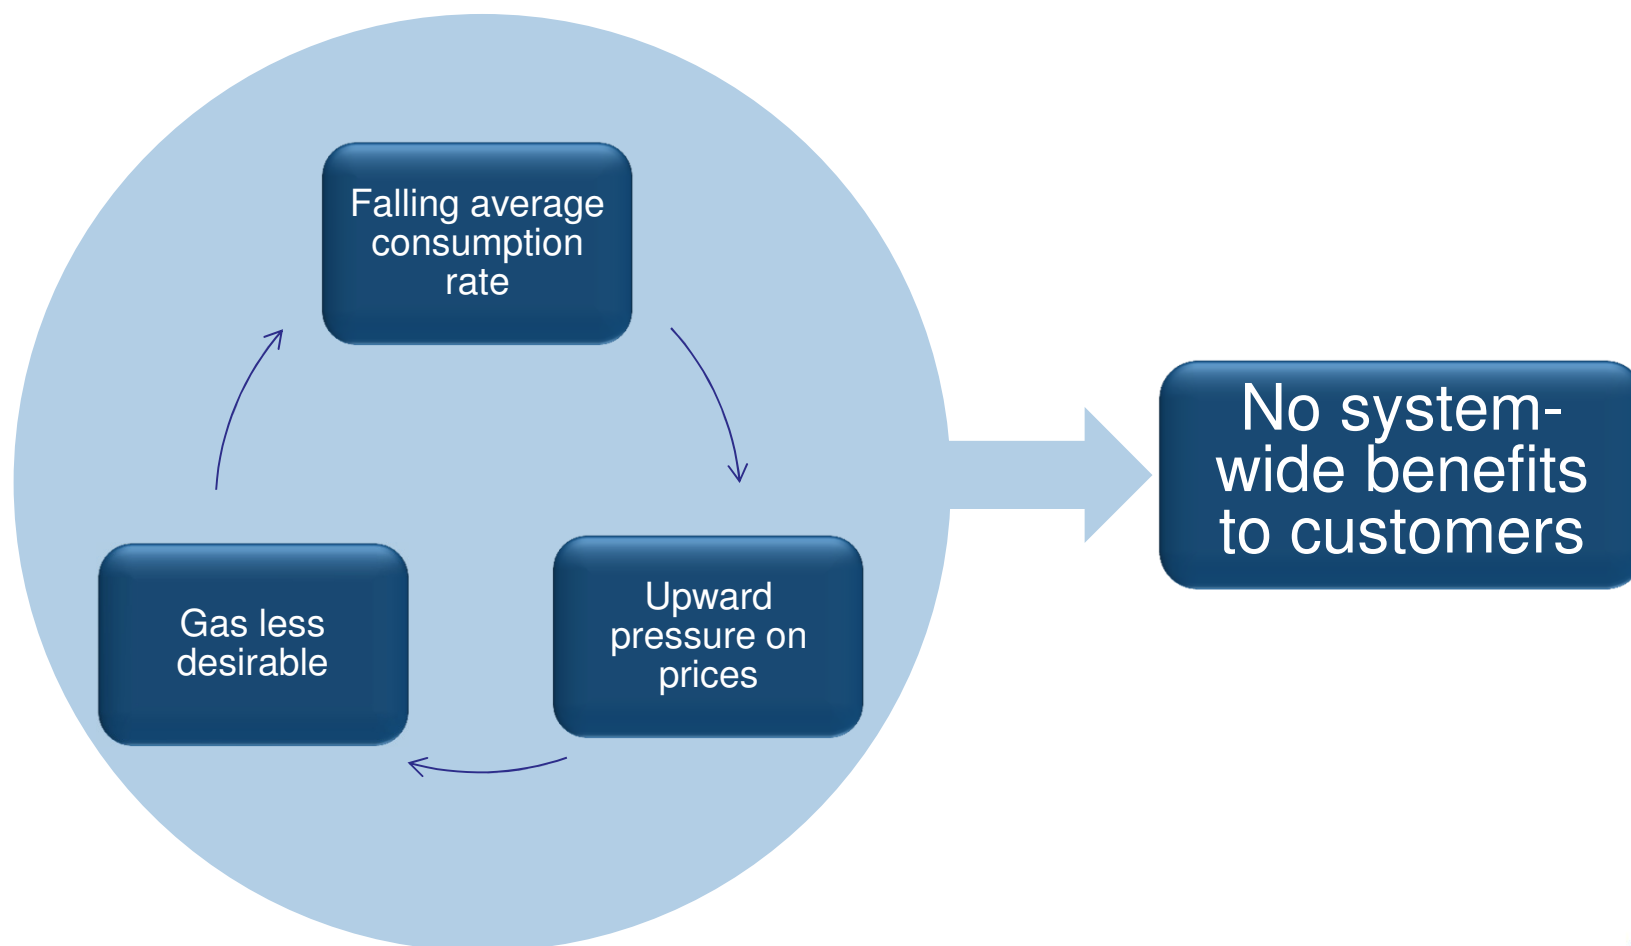 Falling average
consumption
rate
Gas less
desirable
Upward
pressure on
prices
No system-
wide benefits
to customers